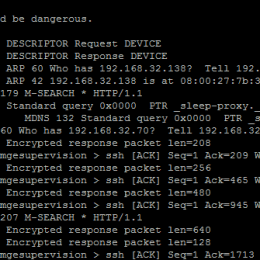 d be dangerous.
DESCRIPTOR Request DEVICE
DESCRIPTOR Response DEVICE
ARP 60 Who has 192.168.32.138? Tell 192.
ARP 42 192.168.32.138 is at 08:00:27:7b:3
179 M-SEARCH * HTTP/1.1
Standard query 0x0000 PTR _sleep-proxy._
MDNS 132 Standard query 0x0000 PTR _s
60 Who has 192.168.32.70? Tell 192.168.32
Encrypted response packet len=208
mgesupervision > ssh [ACK] Seq=1 Ack=209 W
Encrypted response packet len=256
mgesupervision > ssh [ACK] Seq=1 Ack=465 W
Encrypted response packet len=480
mgesupervision > ssh [ACK] Seq=1 Ack=945 W
207 M-SEARCH * HTTP/1.1
Encrypted response packet len=640
Encrypted response packet len=128
mgesupervision > ssh [ACK] Seq=1 Ack=1713